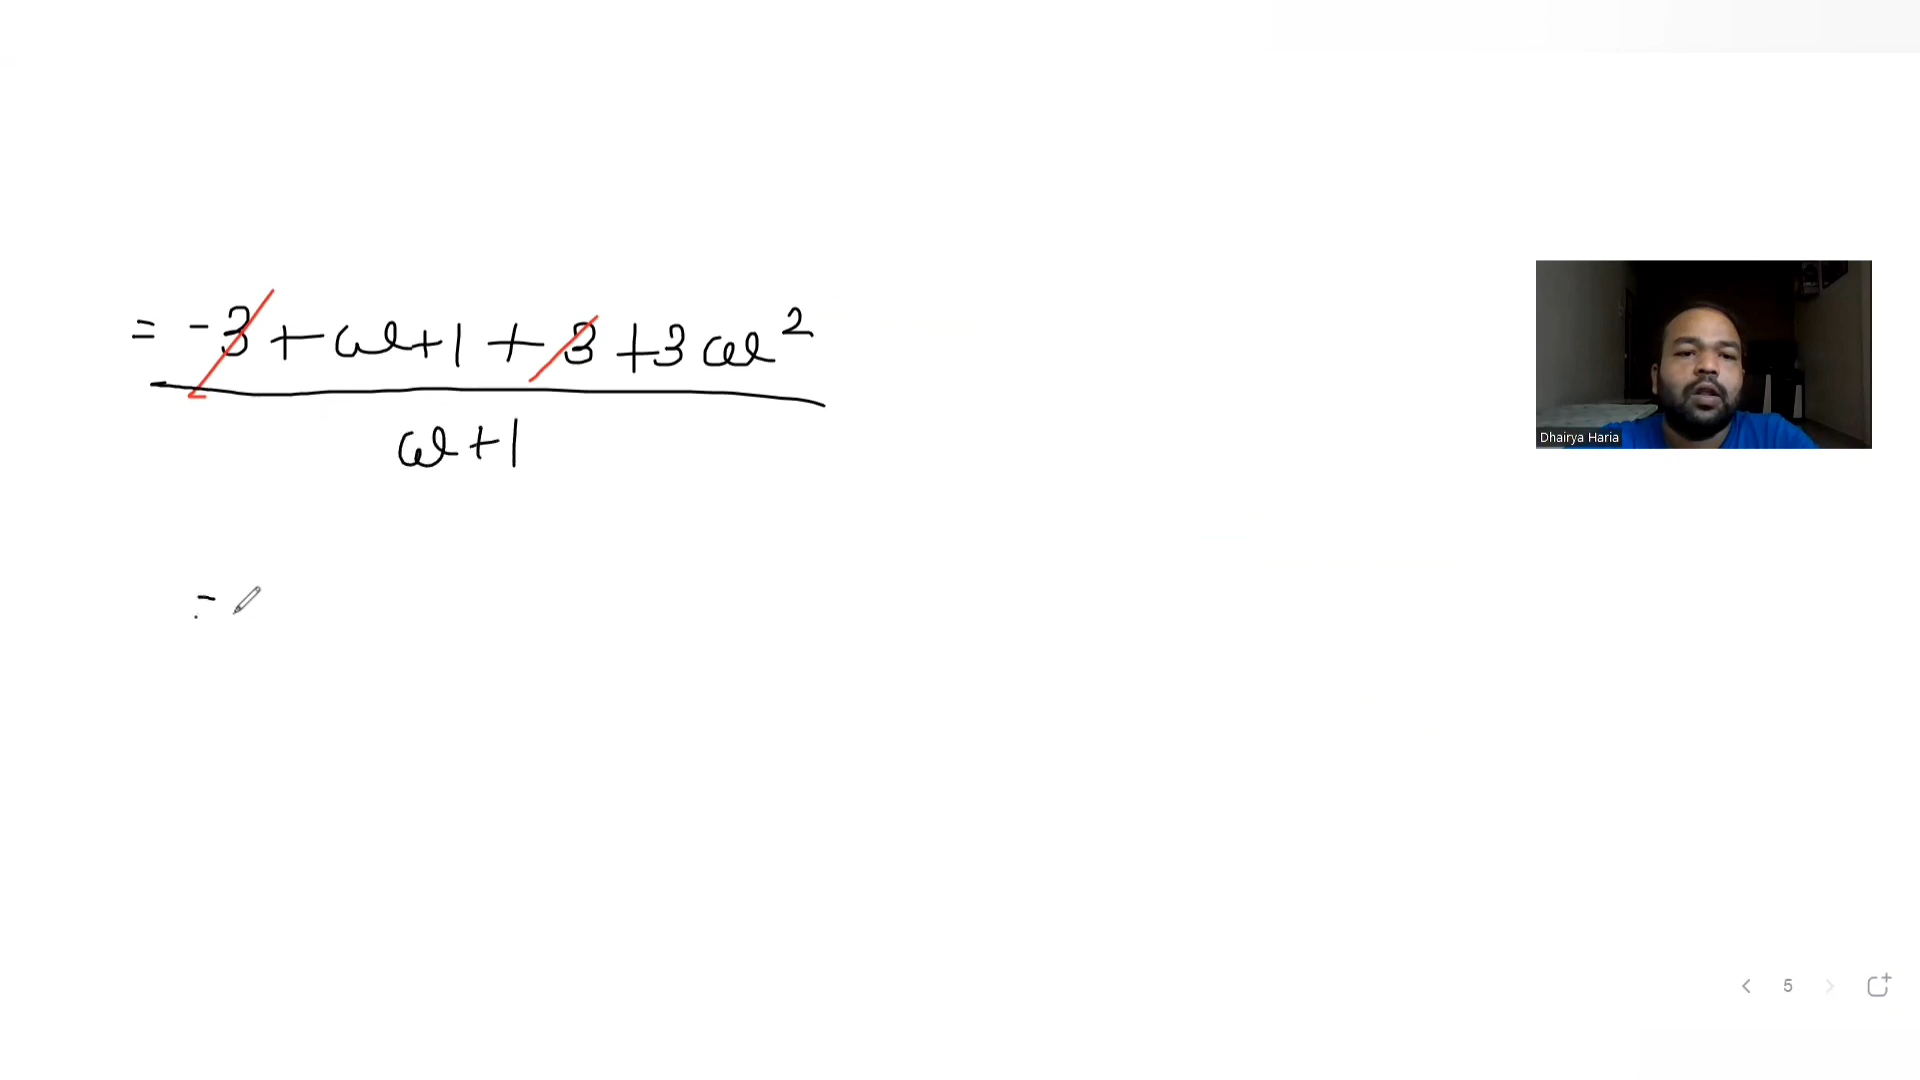 = -3 + ω + 1 + 3 + 3ω²
ω + 1
=
Dhairya Haria
5